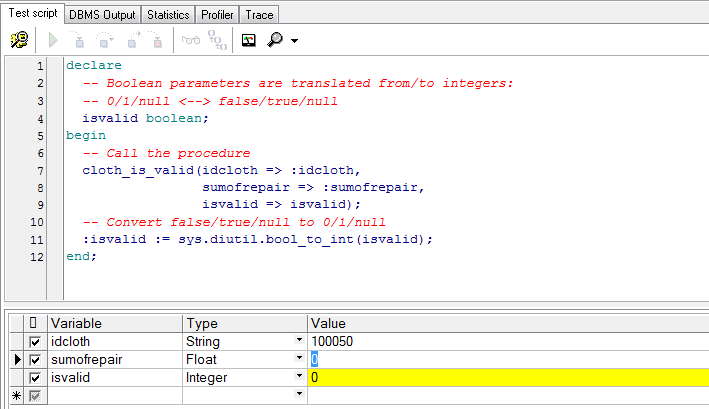 Test script DBMS Output Statistics Profiler Trace
1 declare
2 -- Boolean parameters are translated from/to integers:
3 -- 0/1/null <--> false/true/null
4 isvalid boolean;
5 begin
6 -- Call the procedure
7 cloth_is_valid(idcloth => :idcloth,
8 sumofrepair => :sumofrepair,
9 isvalid => isvalid);
10 -- Convert false/true/null to 0/1/null
11 :isvalid := sys.diutil.bool_to_int(isvalid);
12 end;
Variable Type Value
idcloth String 100050
sumofrepair Float 0
isvalid Integer 0